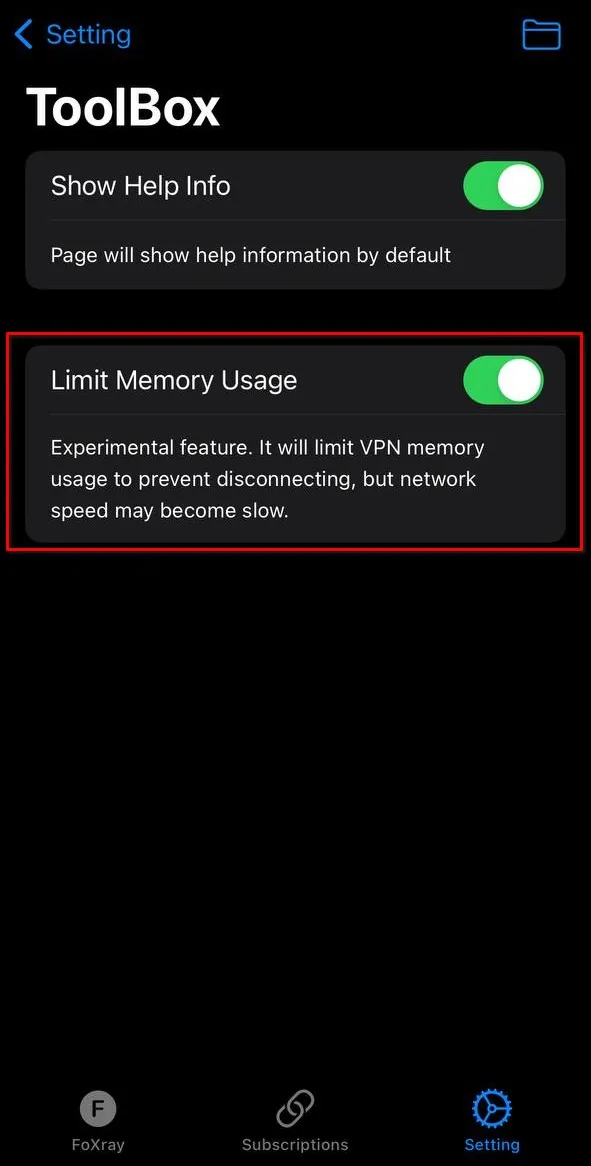 Setting
ToolBox
Show Help Info
Page will show help information by default
Limit Memory Usage
Experimental feature. It will limit VPN memory
usage to prevent disconnecting, but network
speed may become slow.
F
FoXray
Subscriptions
Setting